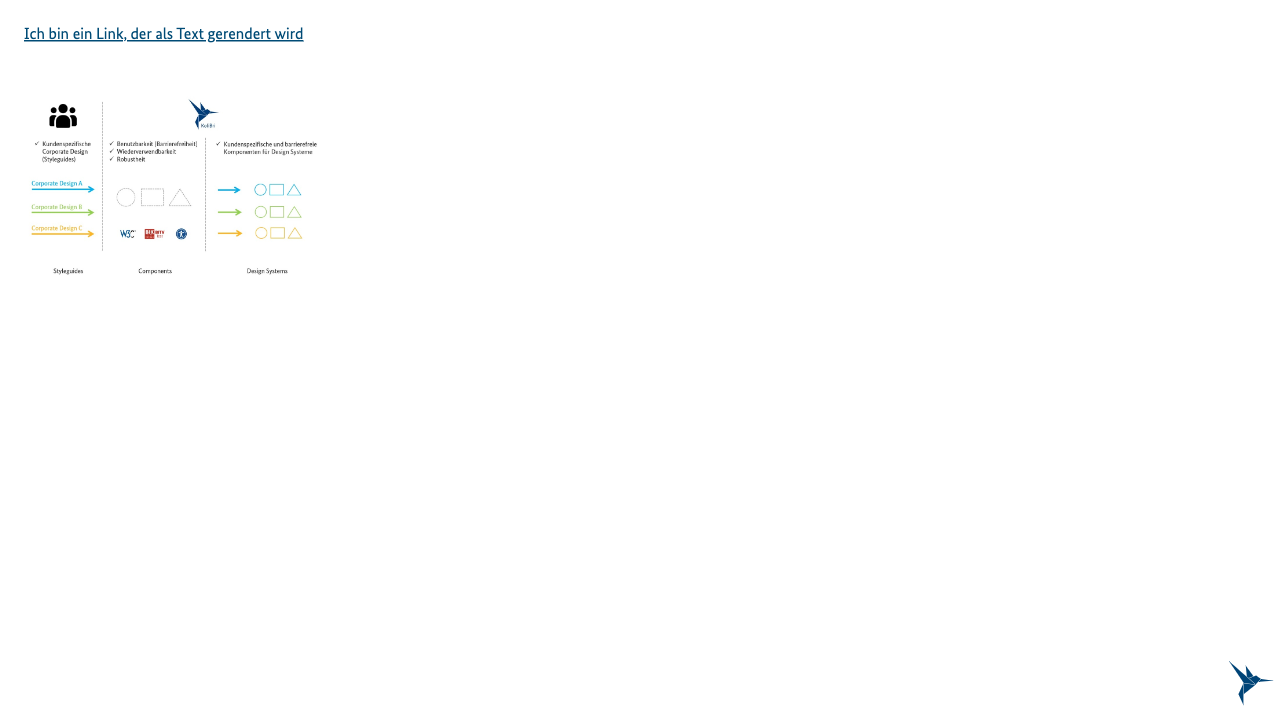 Ich bin ein Link, der als Text gerendert wird
KoliBri
✓ Kundenspezifische
Corporate Design
(Styleguides)
✓ Benutzbarkeit (Barrierefreiheit)
✓ Wiederverwendbarkeit
✓ Robustheit
✓ Kundenspezifische und barrierefreie
Komponenten für Design Systeme
Corporate Design A
Corporate Design B
Corporate Design C
W3C
Styleguides
Components
Design Systems